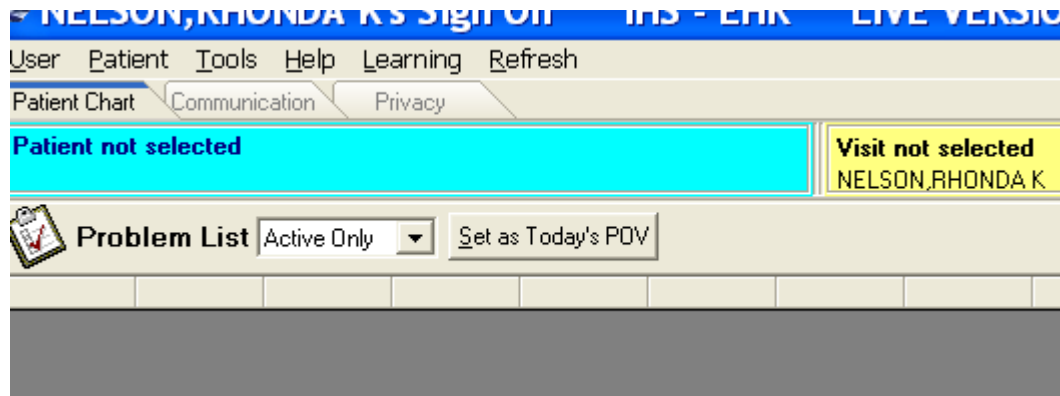 NELSON,RHONDA K's Sign On IHS - EHR LIVE
User Patient Tools Help Learning Refresh
Patient Chart Communication Privacy
Patient not selected
Visit not selected
NELSON,RHONDA K
Problem List Active Only Set as Today's POV